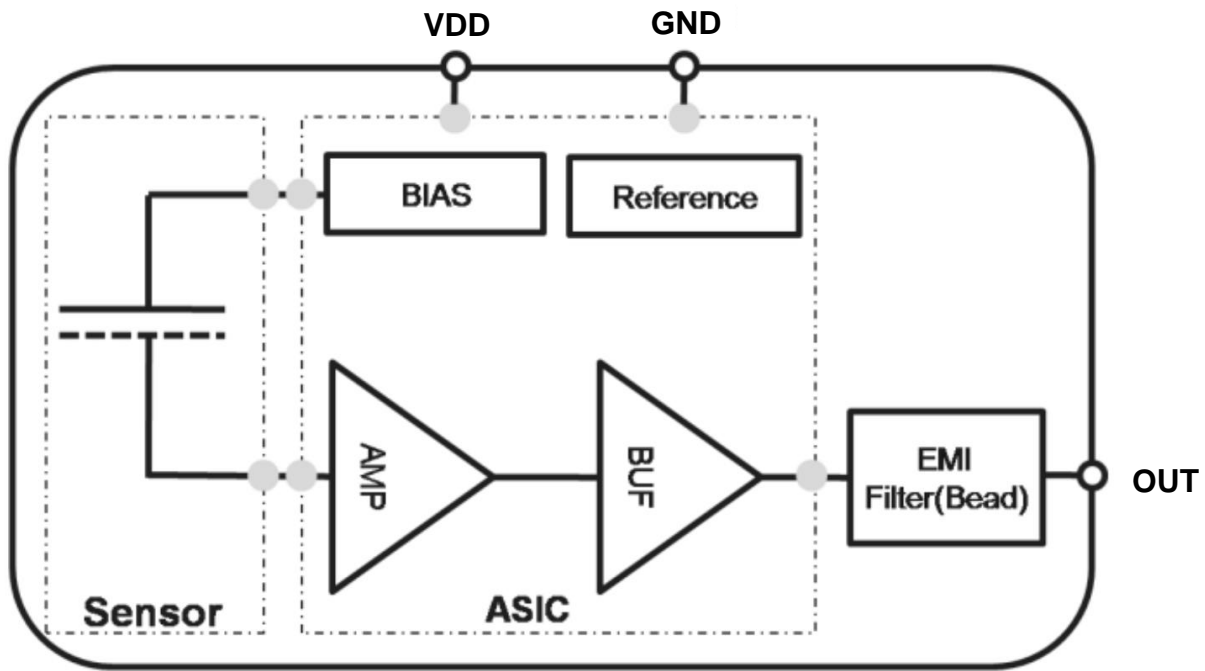 VDD
GND
BIAS
Reference
AMP
BUF
EMI
Filter(Bead)
OUT
Sensor
ASIC